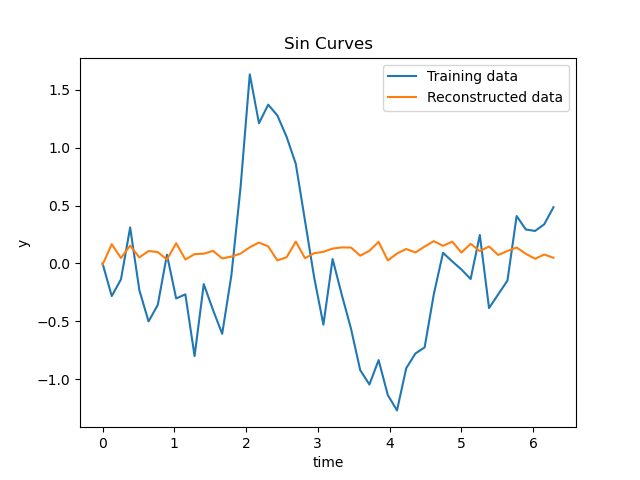 Sin Curves
Training data
Reconstructed data
y
1.5
1.0
0.5
0.0
−0.5
−1.0
0 1 2 3 4 5 6
time